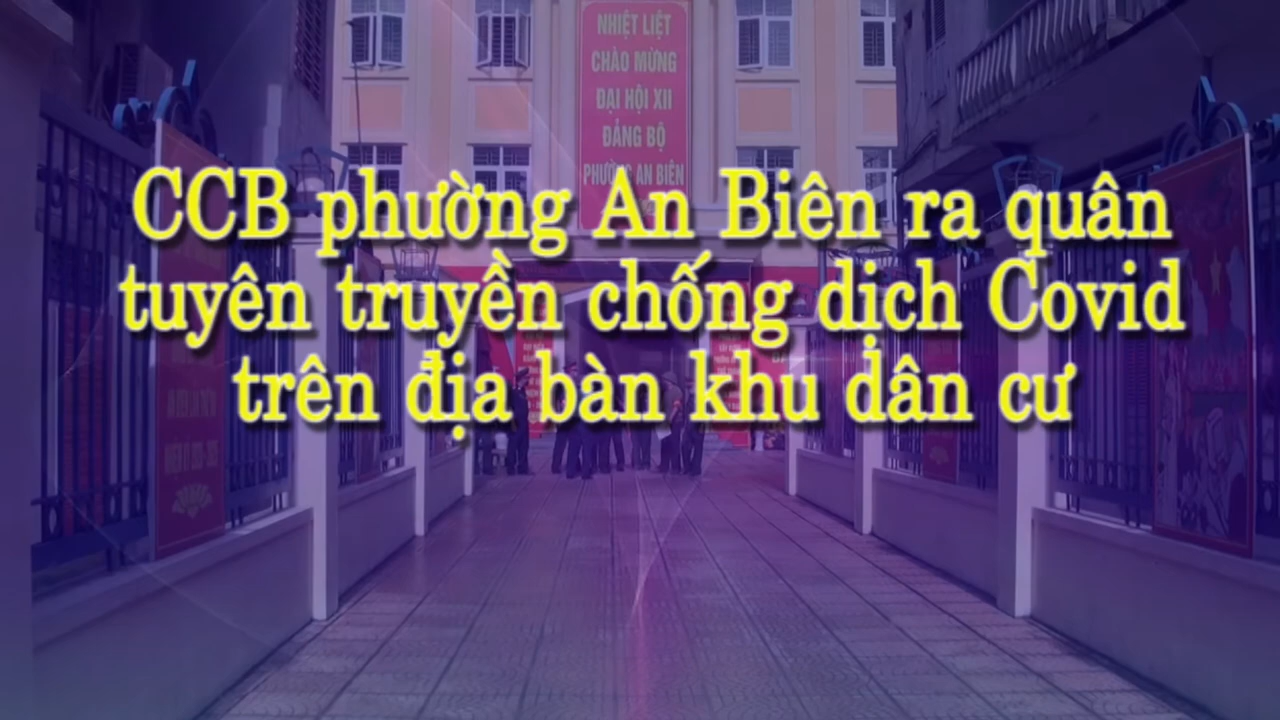 NHIỆT LIỆT
CHÀO MỪNG
ĐẠI HỘI XII
ĐẢNG BỘ
PHƯỜNG AN BIÊN
CCB phường An Biên ra quân
tuyên truyền chống dịch Covid
trên địa bàn khu dân cư